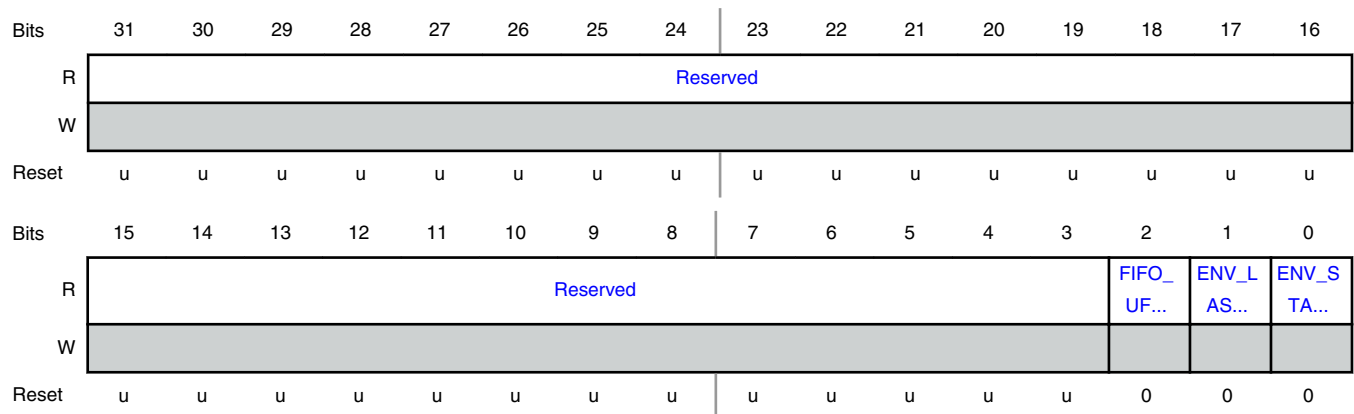 Bits 31 30 29 28 27 26 25 24 23 22 21 20 19 18 17 16
R Reserved
W
Reset u u u u u u u u u u u u u u u u
Bits 15 14 13 12 11 10 9 8 7 6 5 4 3 2 1 0
R Reserved FIFO_ UF... ENV_L AS... ENV_S TA...
W
Reset u u u u u u u u u u u u u 0 0 0